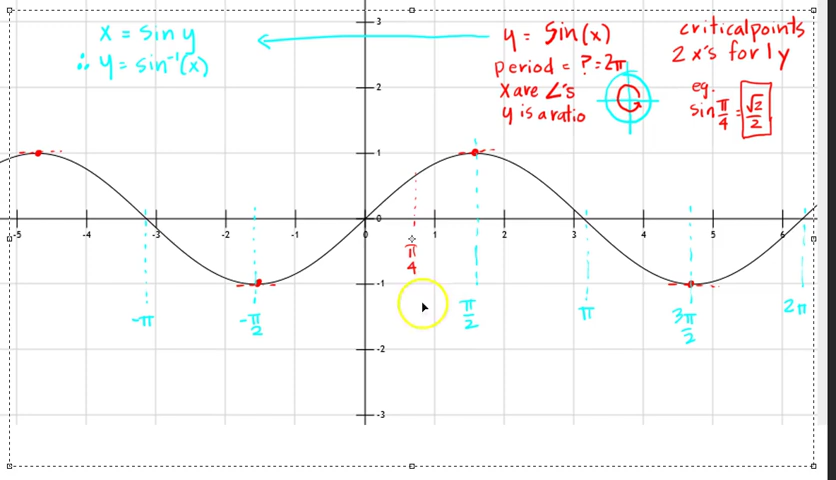 x = sin y
∴ y = sin⁻¹(x)
y = sin(x)
period = ? = 2π
x are ∠'s
y is a ratio
critical points
2 x's for 1 y
eg.
sin π/4 = √2/2
3
2
1
0
-1
-2
-3
-5 -4 -3 -2 -1 0 1 2 3 4 5 6
π/4
-π
-π/2
π/2
π
3π/2
2π